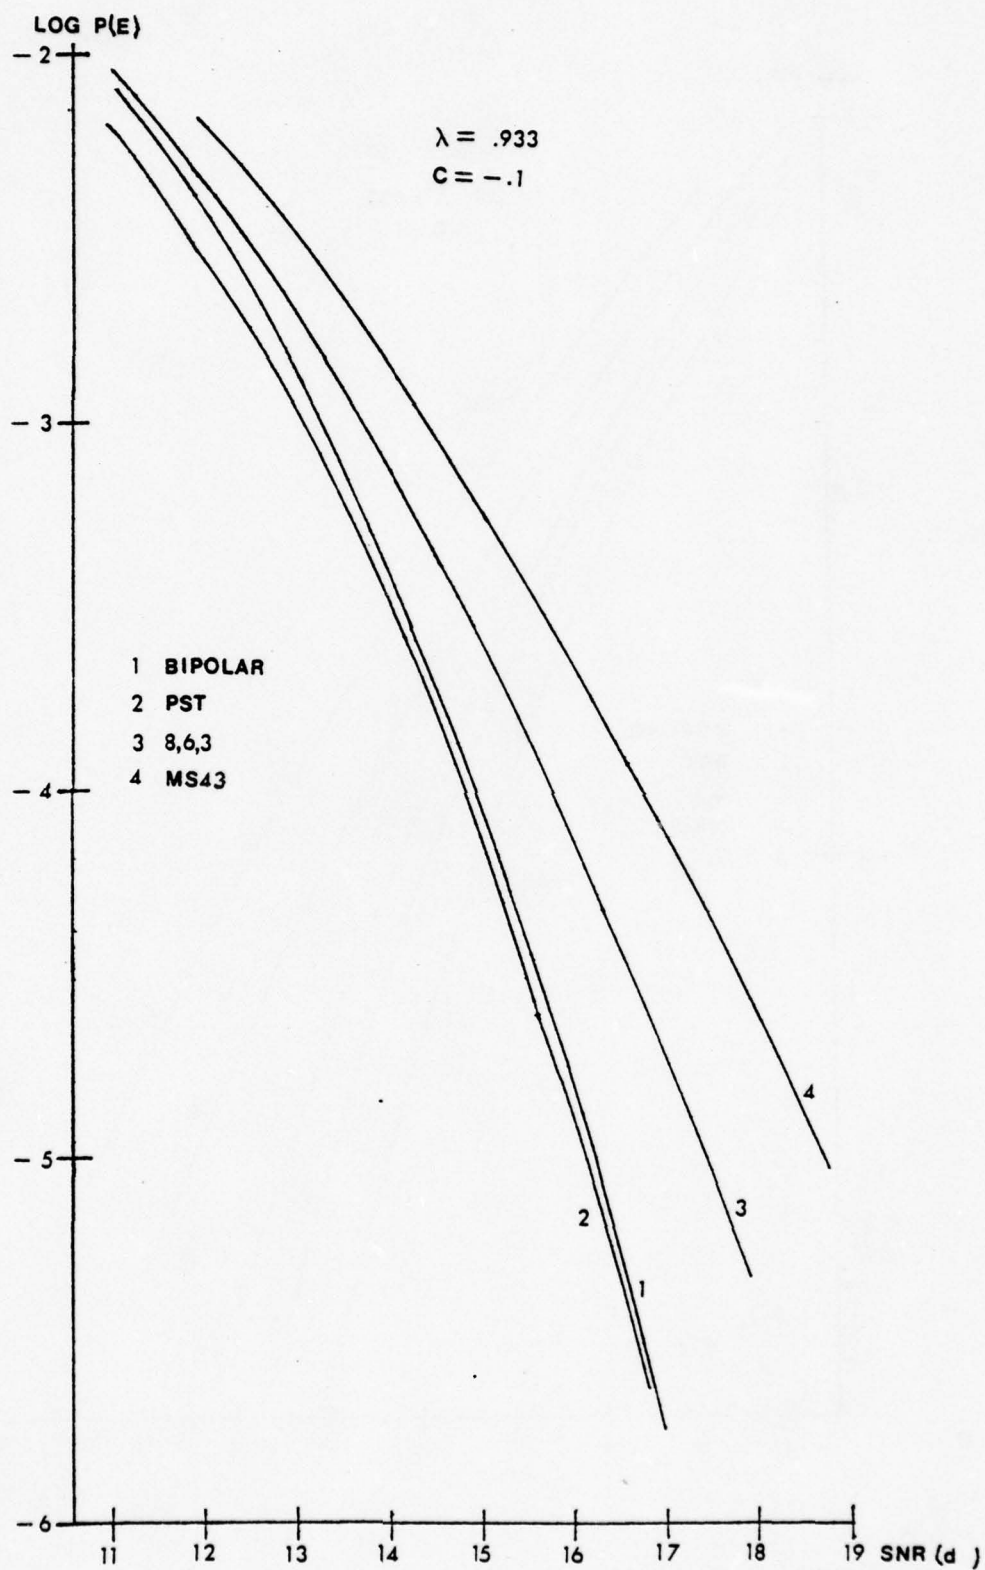 LOG P(E)
-2
λ = .933
C = -.1
-3
1 BIPOLAR
2 PST
3 8,6,3
4 MS43
-4
4
-5
3
2
1
-6
11 12 13 14 15 16 17 18 19 SNR (d )